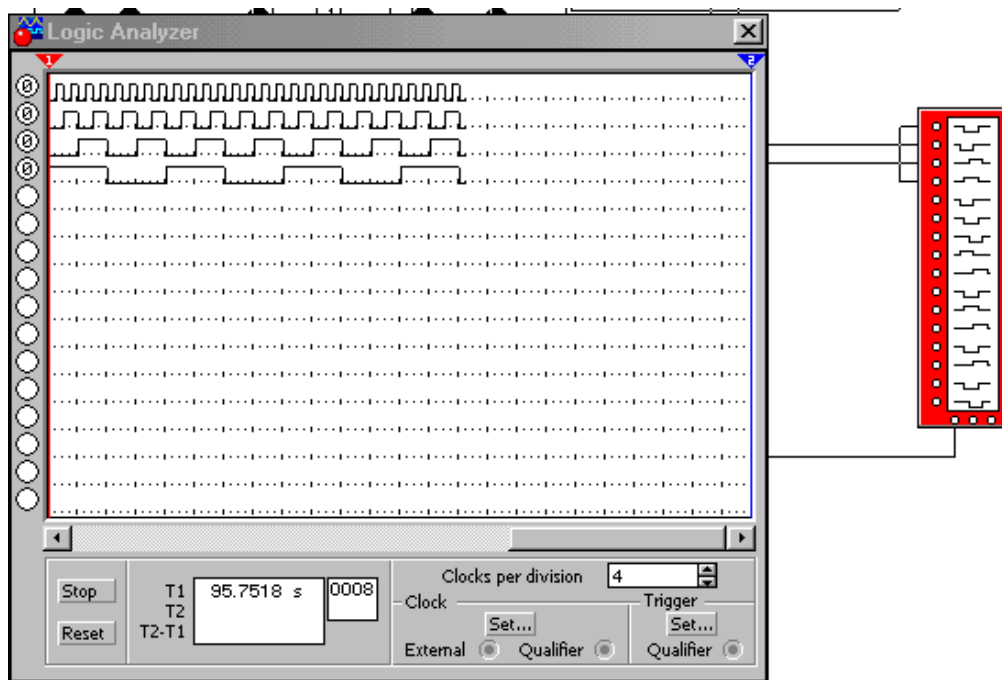 Logic Analyzer
1 2
0
0
0
0
Clocks per division 4
Stop T1 95.7518 s 0008
T2
Reset T2-T1
Clock Trigger
Set... Set...
External Qualifier Qualifier